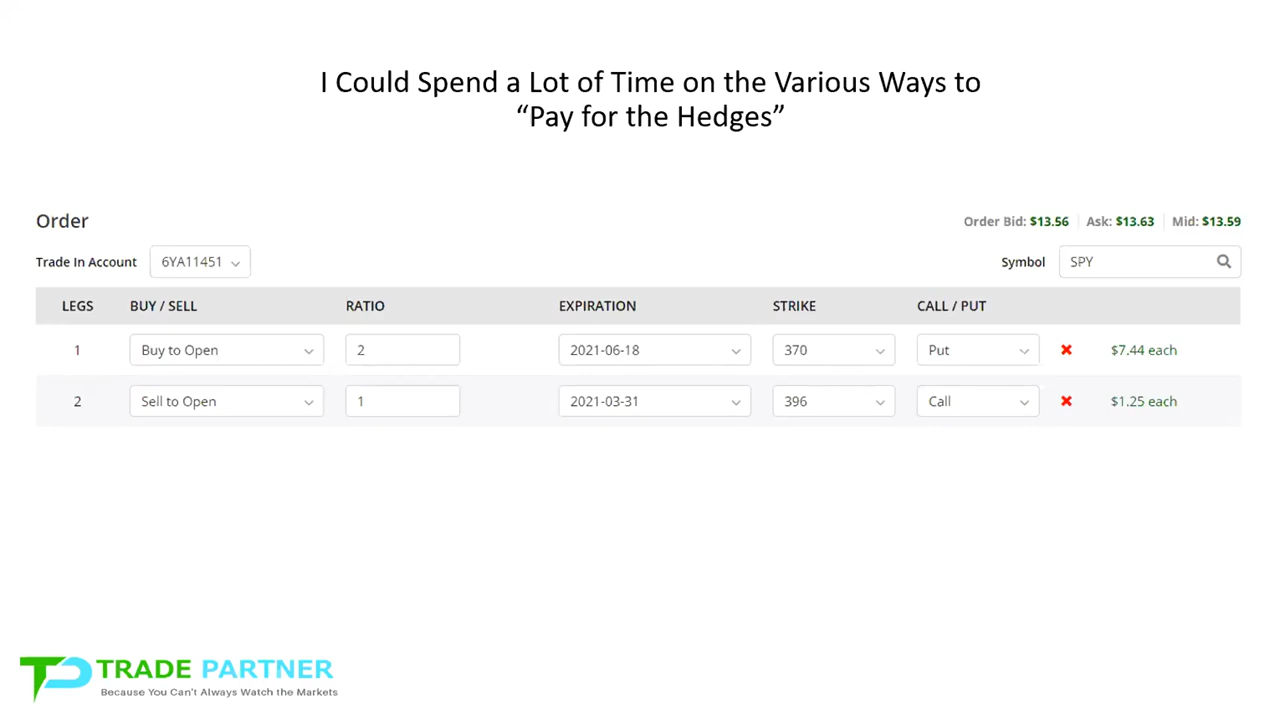 I Could Spend a Lot of Time on the Various Ways to
“Pay for the Hedges”
Order
Order Bid: $13.56 Ask: $13.63 Mid: $13.59
Trade In Account 6YA11451
Symbol SPY
LEGS BUY / SELL RATIO EXPIRATION STRIKE CALL / PUT
1 Buy to Open 2 2021-06-18 370 Put $7.44 each
2 Sell to Open 1 2021-03-31 396 Call $1.25 each
TRADE PARTNER
Because You Can't Always Watch the Markets